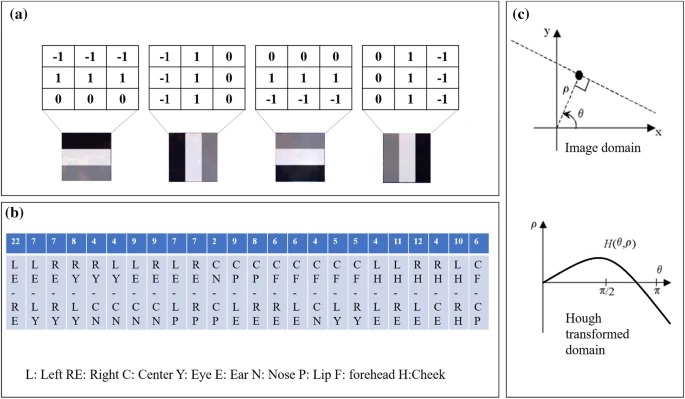 (a)
-1 -1 -1 -1 1 0 0 0 0 0 1 -1
1 1 1 -1 1 0 1 1 1 0 1 -1
0 0 0 -1 1 0 -1 -1 -1 0 1 -1
(b)
22 7 7 8 4 4 9 9 7 7 2 9 8 6 6 4 5 5 4 11 12 4 10 6
L L R R R L L R L R C C C C C C C C L L R R L C
E E E Y Y Y E E E E N P P F F F F F H H H H H F
- - - - - - - - - - - - - - - - - - - - - - - -
L: Left RE: Right C: Center Y: Eye E: Ear N: Nose P: Lip F: forehead H:Cheek
(c)
y
ρ
θ
x
Image domain
ρ
H(θ,ρ)
θ
π/2
π
Hough
transformed
domain